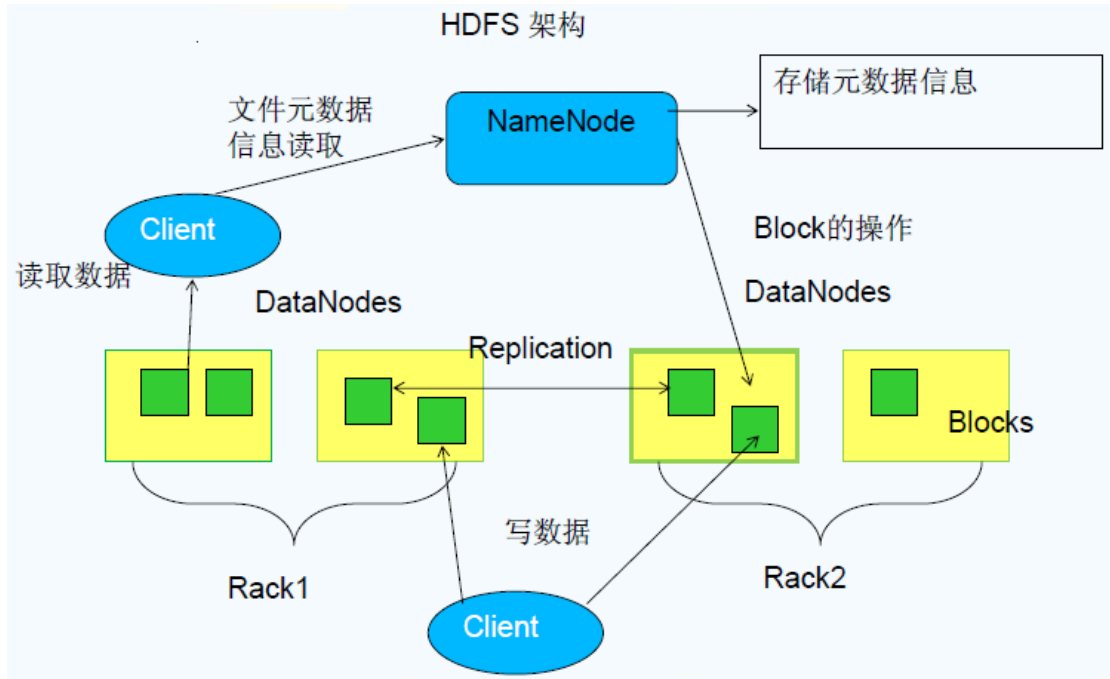 HDFS 架构
存储元数据信息
文件元数据
信息读取
NameNode
Client
Block的操作
读取数据
DataNodes
DataNodes
Replication
Blocks
写数据
Rack1
Rack2
Client